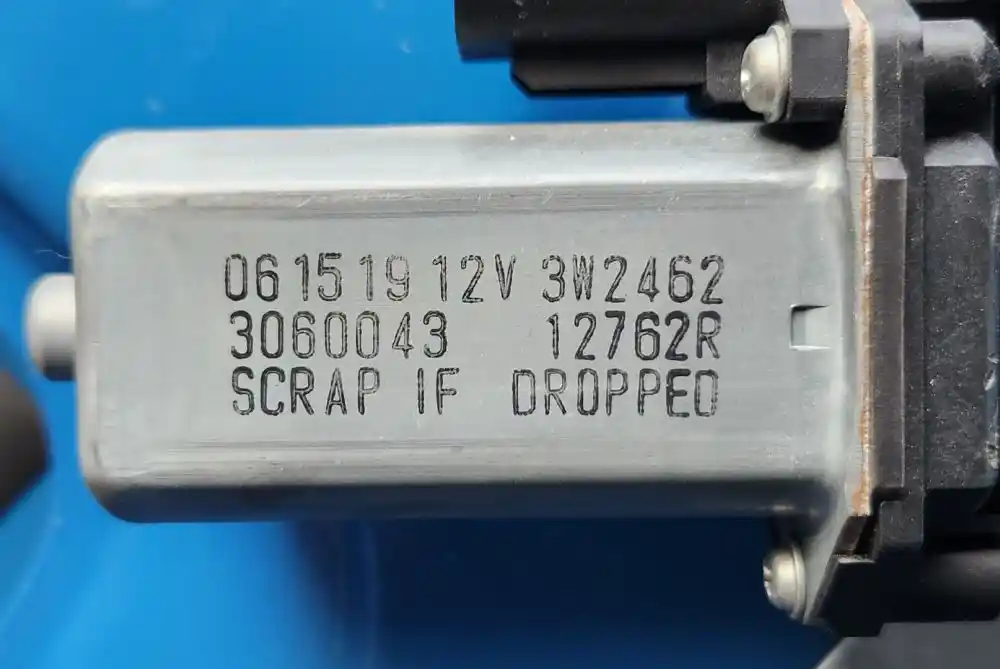 061519 12V 3W2462
3060043 12762R
SCRAP IF DROPPED